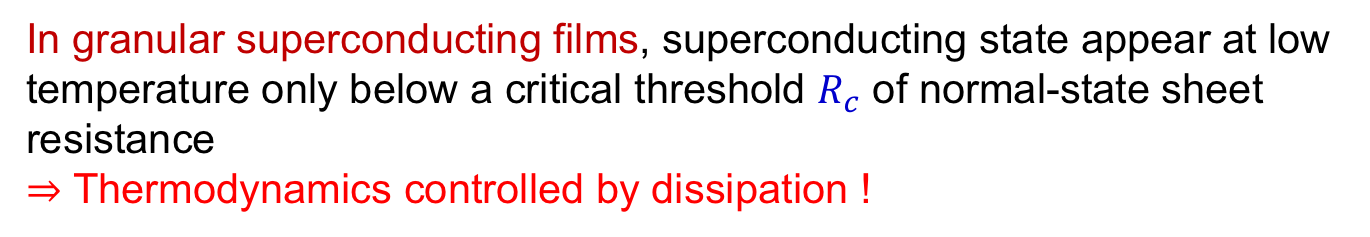 In granular superconducting films, superconducting state appear at low
temperature only below a critical threshold 𝑅𝑐 of normal-state sheet
resistance
⇒ Thermodynamics controlled by dissipation !